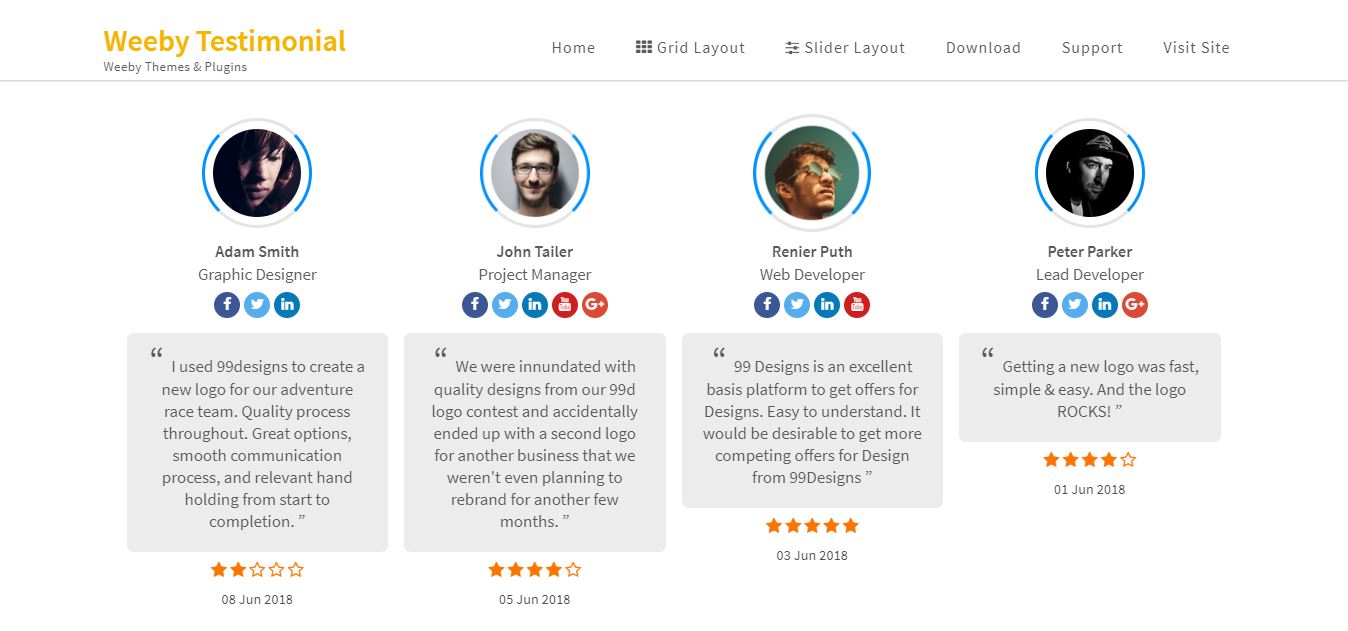 Weeby Testimonial
Weeby Themes & Plugins
Home Grid Layout Slider Layout Download Support Visit Site
Adam Smith
Graphic Designer
“ I used 99designs to create a
new logo for our adventure
race team. Quality process
throughout. Great options,
smooth communication
process, and relevant hand
holding from start to
completion. ”
08 Jun 2018
John Tailer
Project Manager
You Tube G+
“ We were innundated with
quality designs from our 99d
logo contest and accidentally
ended up with a second logo
for another business that we
weren't even planning to
rebrand for another few
months. ”
05 Jun 2018
Renier Puth
Web Developer
You Tube
“ 99 Designs is an excellent
basis platform to get offers for
Designs. Easy to understand. It
would be desirable to get more
competing offers for Design
from 99Designs ”
03 Jun 2018
Peter Parker
Lead Developer
G+
“ Getting a new logo was fast,
simple & easy. And the logo
ROCKS! ”
01 Jun 2018